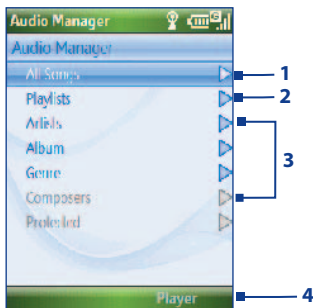 Audio Manager
Audio Manager
All Songs 1
Playlists 2
Artists
Album
3
Genre
Composers
Protected
Player 4